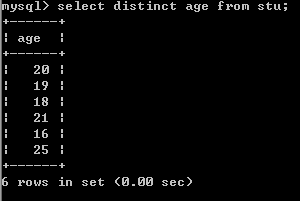 mysql> select distinct age from stu;
+------+
| age  |
+------+
|   20 |
|   19 |
|   18 |
|   21 |
|   16 |
|   25 |
+------+
6 rows in set (0.00 sec)